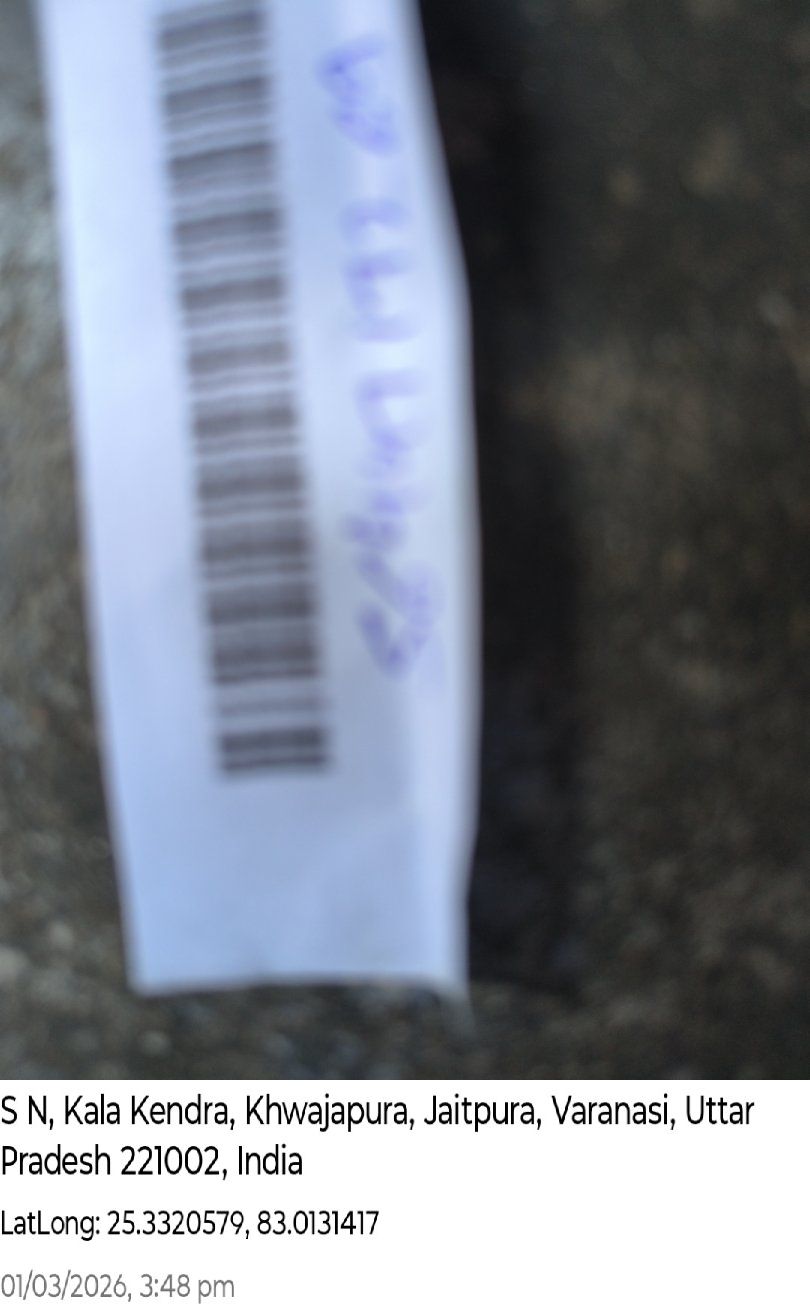 S N, Kala Kendra, Khwajapura, Jaitpura, Varanasi, Uttar
Pradesh 221002, India
LatLong: 25.3320579, 83.0131417
01/03/2026, 3:48 pm